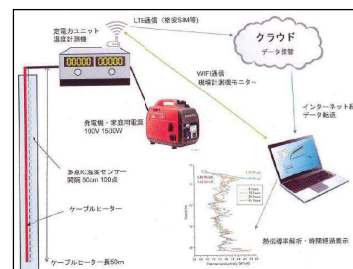 定電力ユニット
温度計測機
LTE通信(格安SIM等)
クラウド
データ保管
WIFI通信
現場計測機モニター
00000 00000
発電機・家庭用電源
100V 1500W
インターネット経
データ転送
多点式温度センサー
間隔 50cm 100点
ケーブルヒーター
ケーブルヒーター長50m
熱伝導率解析・時間経過表示